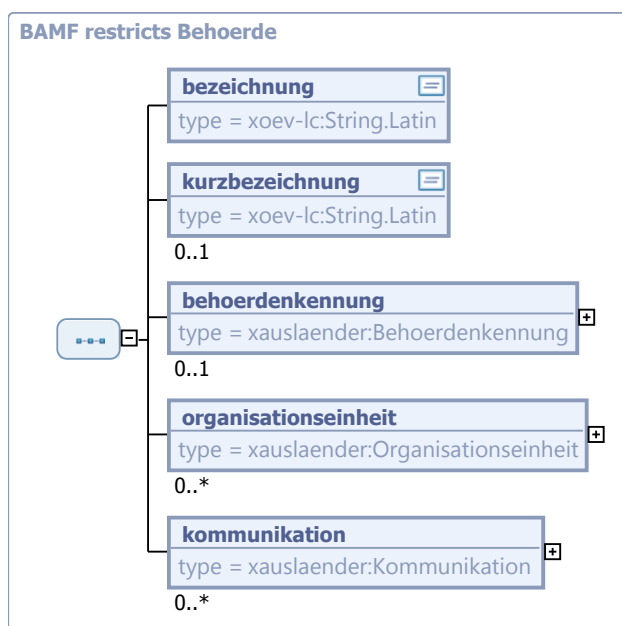 BAMF restricts Behoerde
bezeichnung
type = xoev-lc:String.Latin
kurzbezeichnung
type = xoev-lc:String.Latin
0..1
behoerdenkennung
type = xauslaender:Behoerdenkennung
0..1
organisationseinheit
type = xauslaender:Organisationseinheit
0..*
kommunikation
type = xauslaender:Kommunikation
0..*